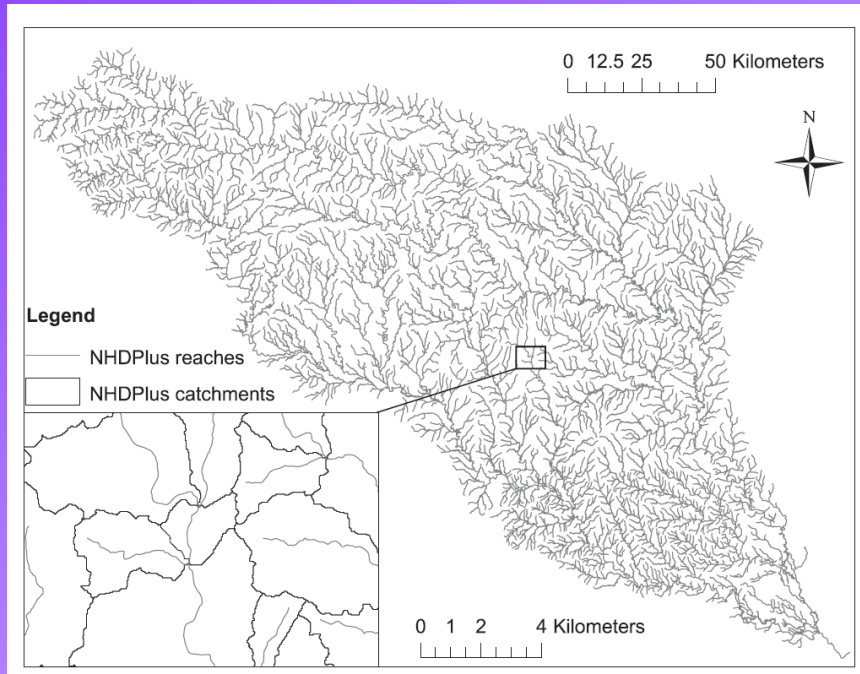 0 12.5 25 50 Kilometers
N
Legend
NHDPlus reaches
NHDPlus catchments
0 1 2 4 Kilometers